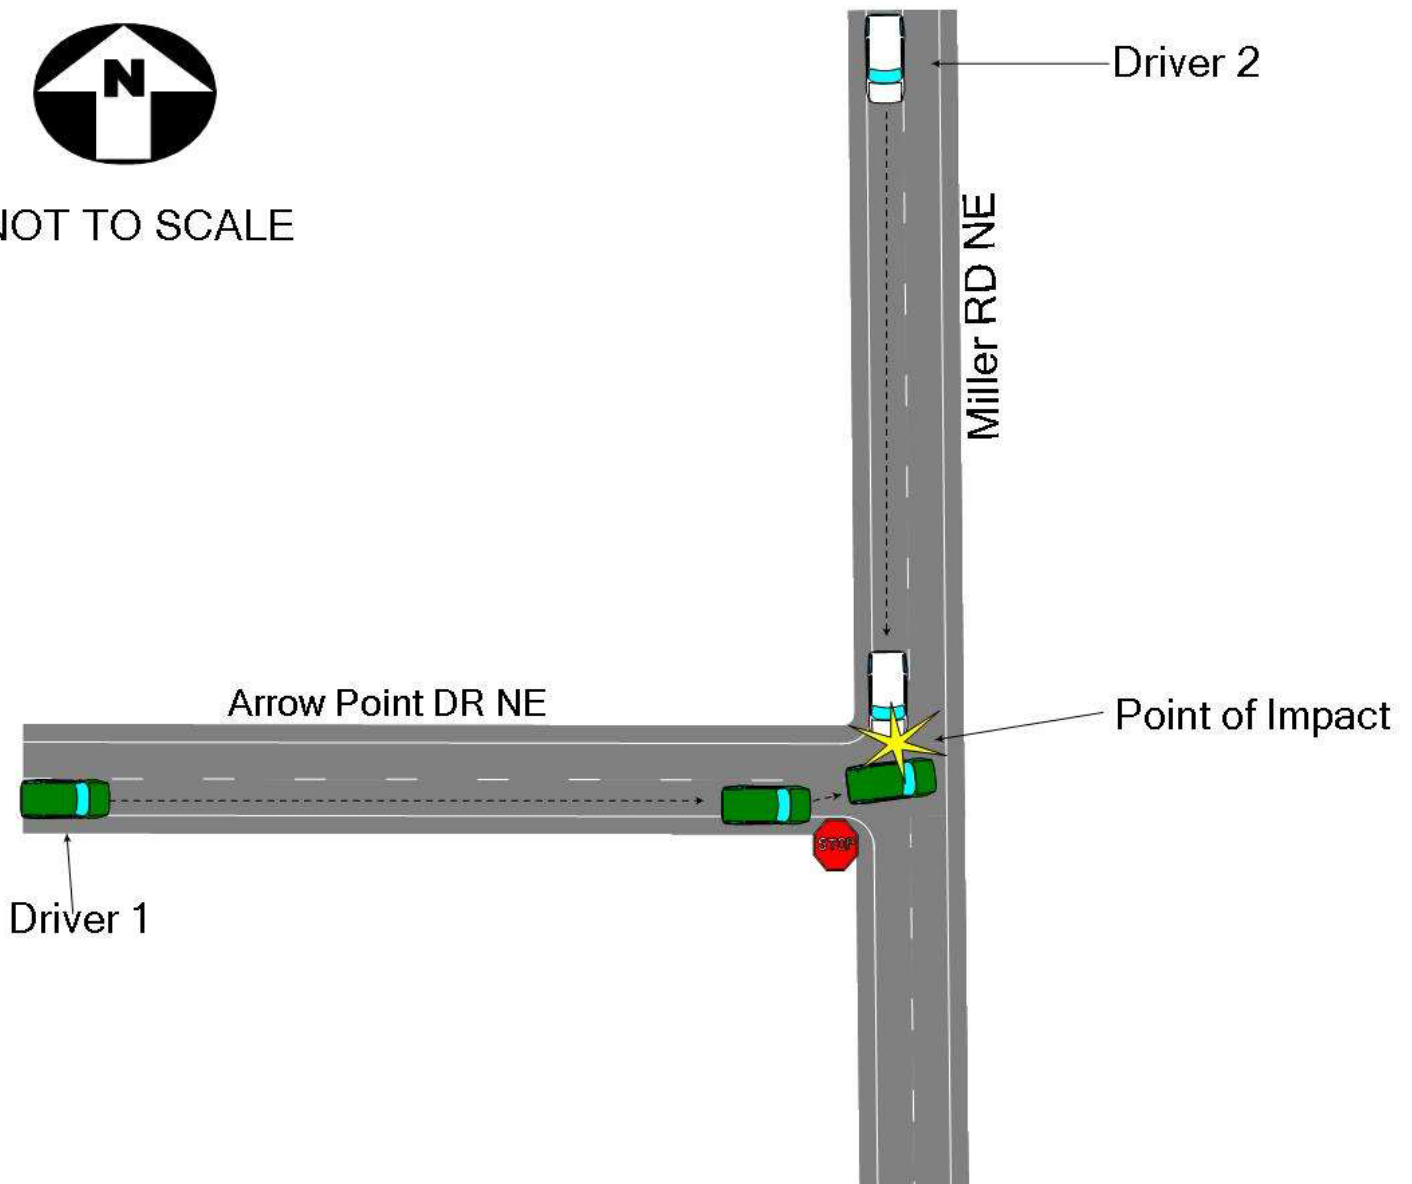 N
Driver 2
NOT TO SCALE
Miller RD NE
Arrow Point DR NE
Point of Impact
STOP
Driver 1